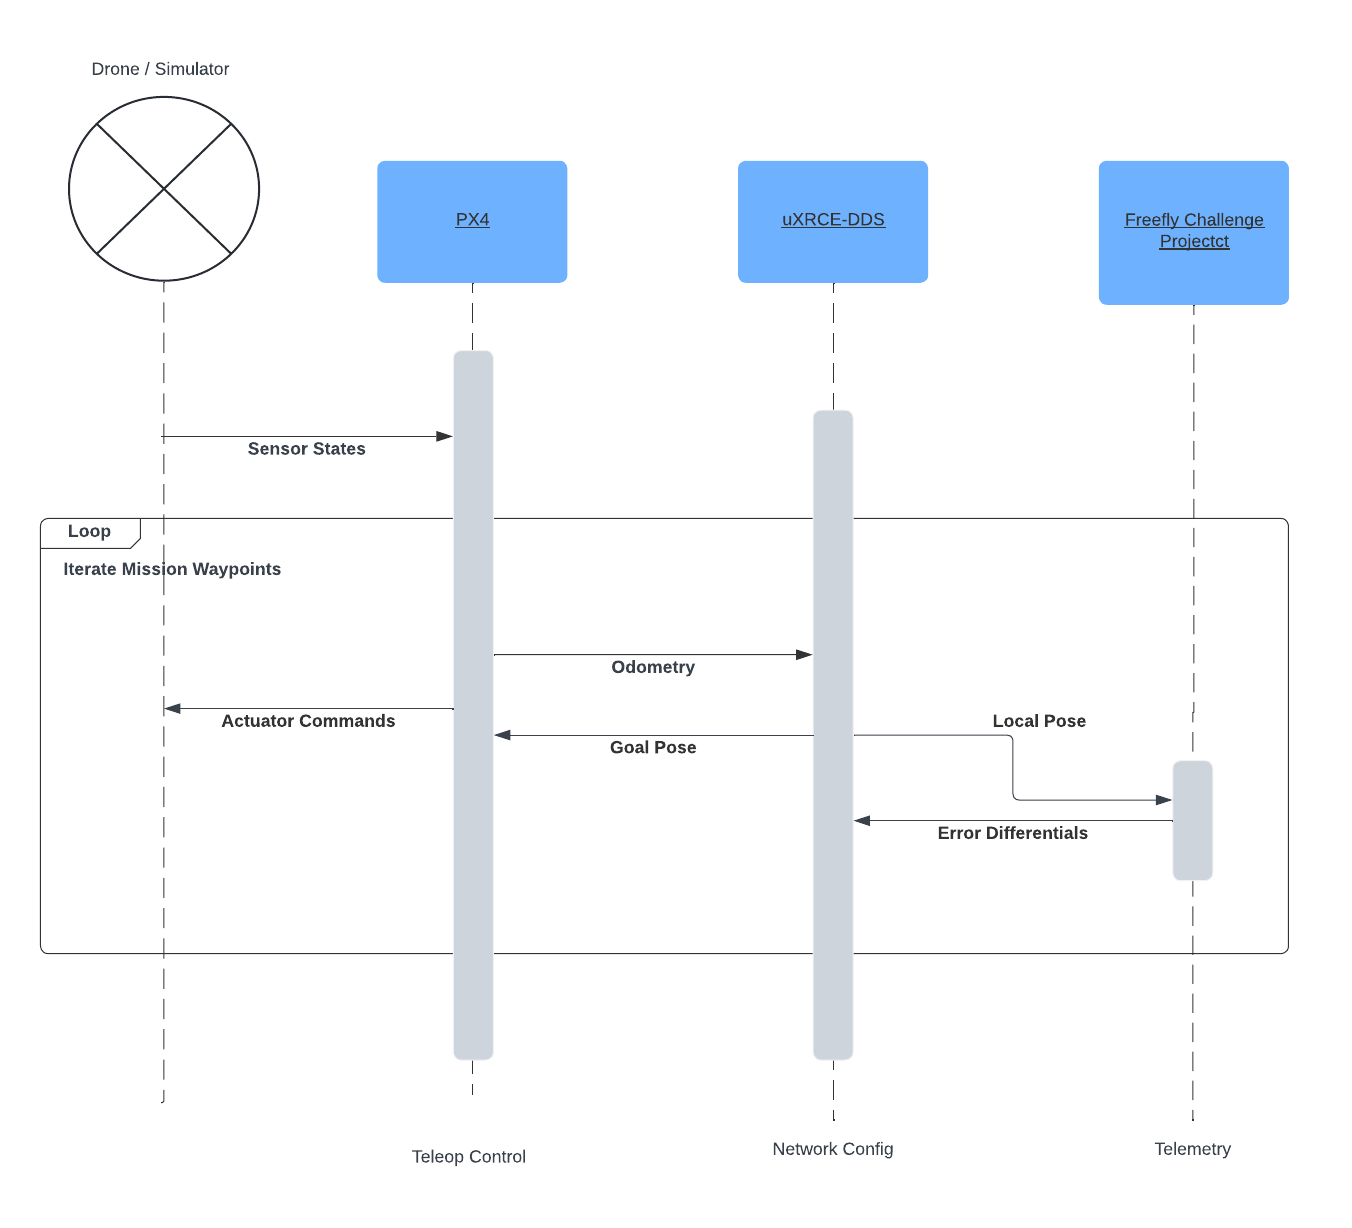 Drone / Simulator
PX4
uXRCE-DDS
Freefly Challenge
Projectct
Sensor States
Loop
Iterate Mission Waypoints
Odometry
Actuator Commands
Local Pose
Goal Pose
Error Differentials
Teleop Control
Network Config
Telemetry